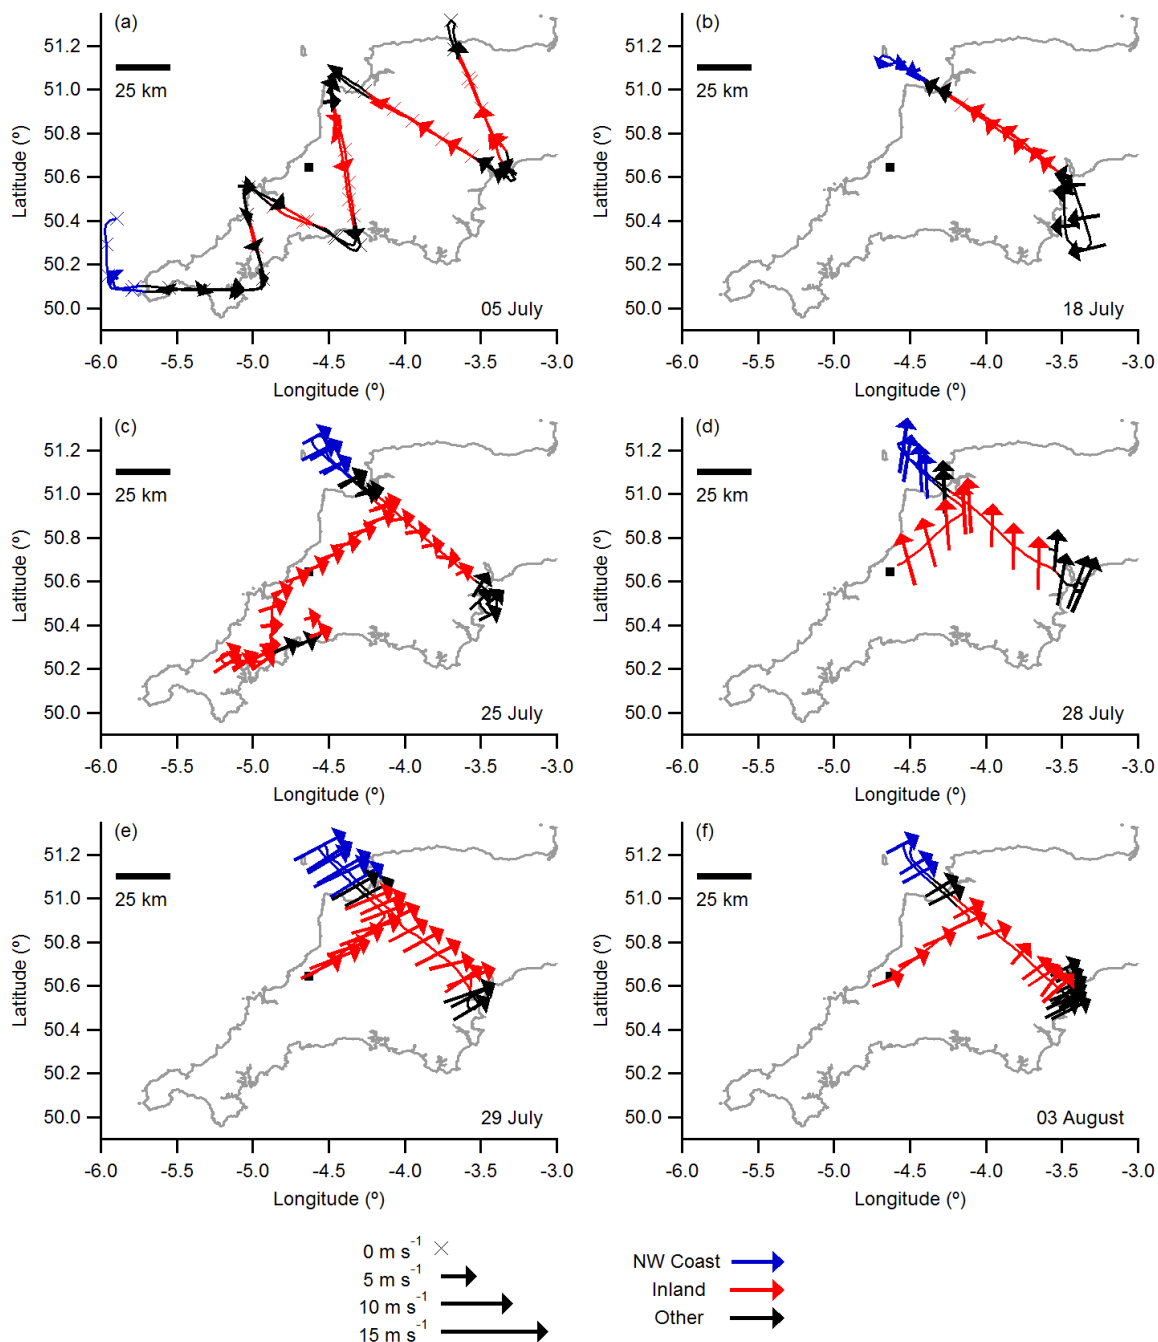 (a)
51.2
51.0
50.8
50.6
50.4
50.2
50.0
Latitude (º)
25 km
05 July
-6.0 -5.5 -5.0 -4.5 -4.0 -3.5 -3.0
Longitude (º)
(b)
51.2
51.0
50.8
50.6
50.4
50.2
50.0
Latitude (º)
25 km
18 July
-6.0 -5.5 -5.0 -4.5 -4.0 -3.5 -3.0
Longitude (º)
(c)
51.2
51.0
50.8
50.6
50.4
50.2
50.0
Latitude (º)
25 km
25 July
-6.0 -5.5 -5.0 -4.5 -4.0 -3.5 -3.0
Longitude (º)
(d)
51.2
51.0
50.8
50.6
50.4
50.2
50.0
Latitude (º)
25 km
28 July
-6.0 -5.5 -5.0 -4.5 -4.0 -3.5 -3.0
Longitude (º)
(e)
51.2
51.0
50.8
50.6
50.4
50.2
50.0
Latitude (º)
25 km
29 July
-6.0 -5.5 -5.0 -4.5 -4.0 -3.5 -3.0
Longitude (º)
(f)
51.2
51.0
50.8
50.6
50.4
50.2
50.0
Latitude (º)
25 km
03 August
-6.0 -5.5 -5.0 -4.5 -4.0 -3.5 -3.0
Longitude (º)
0 m s⁻¹
5 m s⁻¹
10 m s⁻¹
15 m s⁻¹
NW Coast
Inland
Other